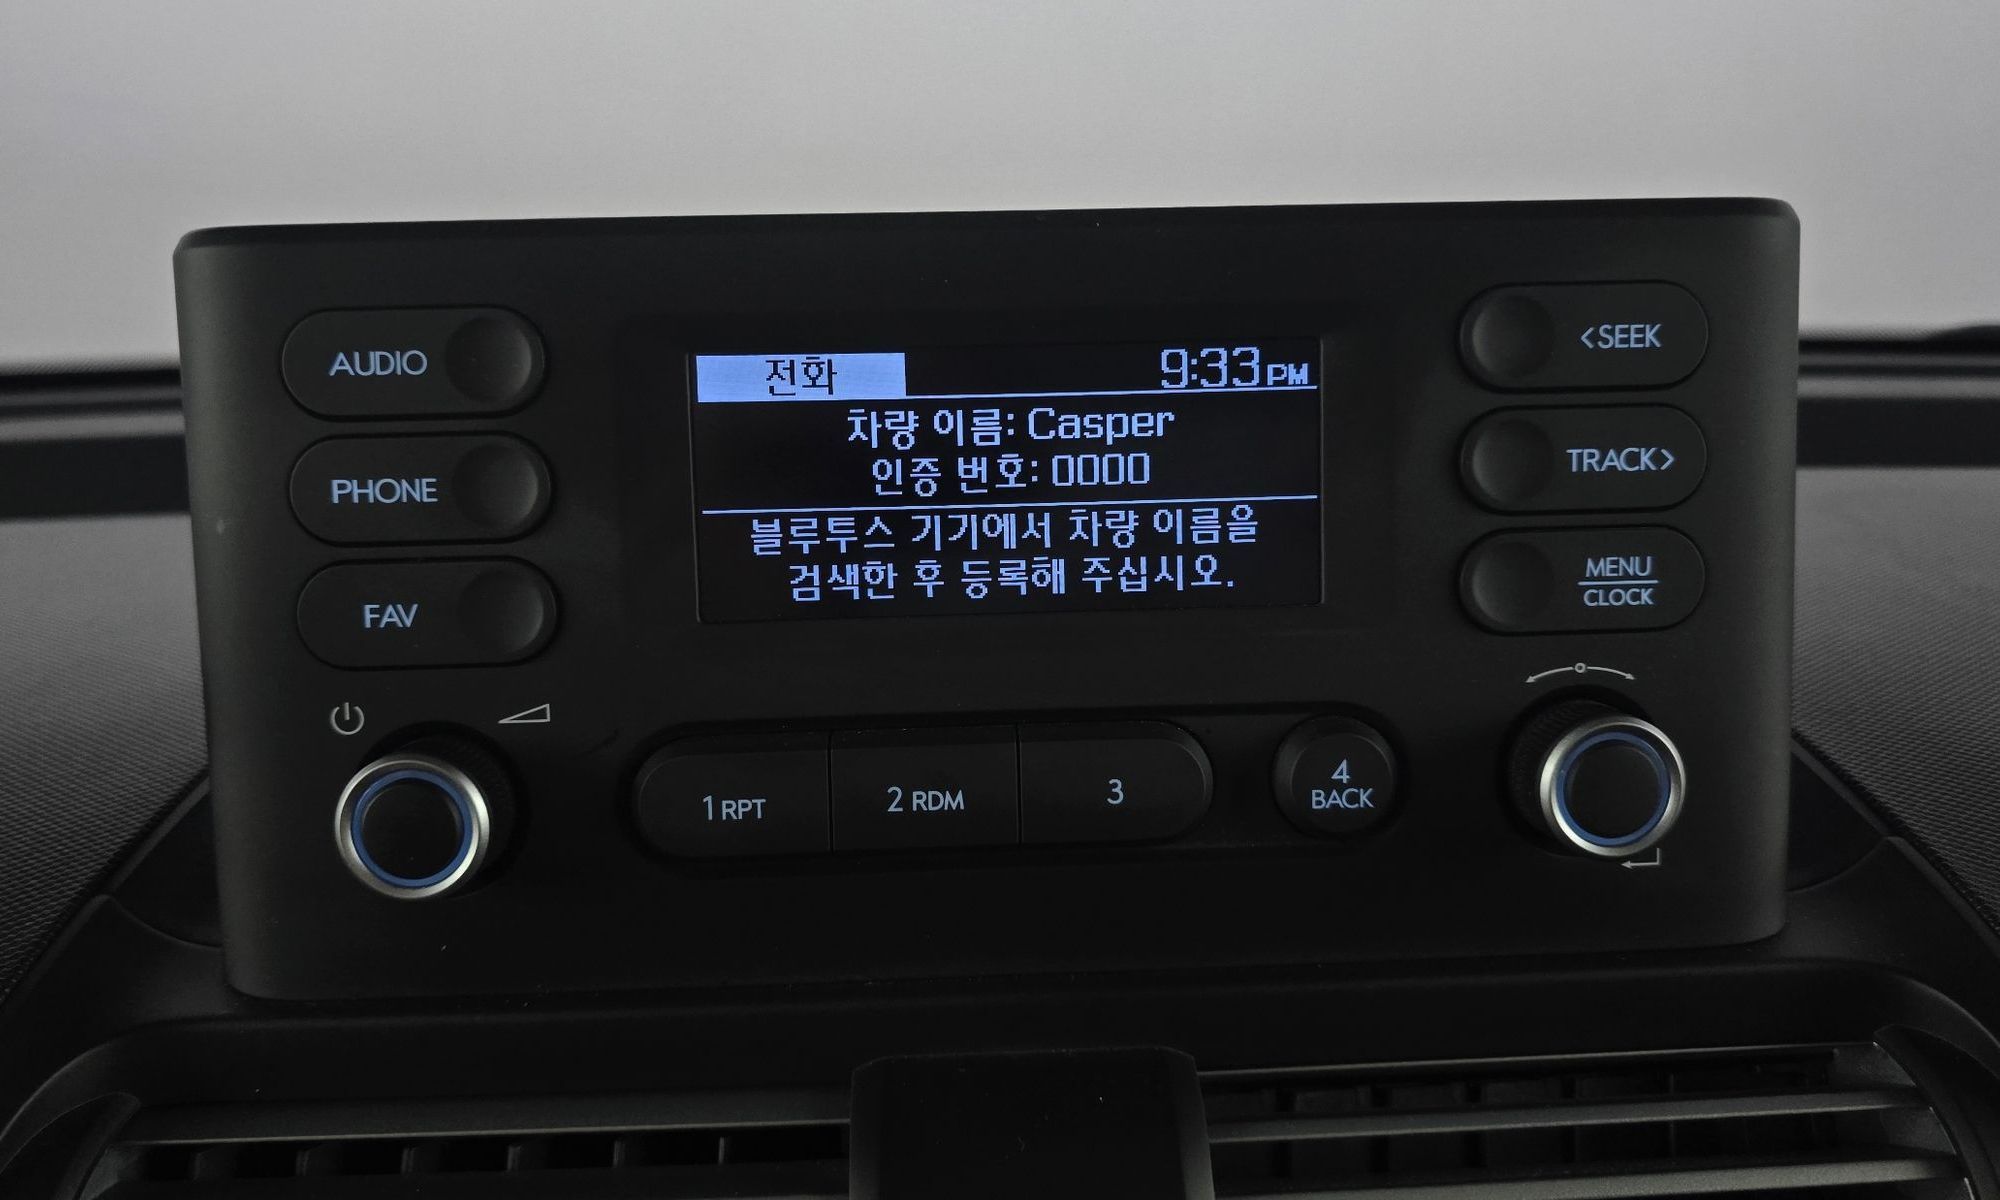 AUDIO
PHONE
FAV
전화 9:33 PM
차량 이름: Casper
인증 번호: 0000
블루투스 기기에서 차량 이름을
검색한 후 등록해 주십시오.
<SEEK
TRACK>
MENU
CLOCK
1 RPT
2 RDM
3
4
BACK